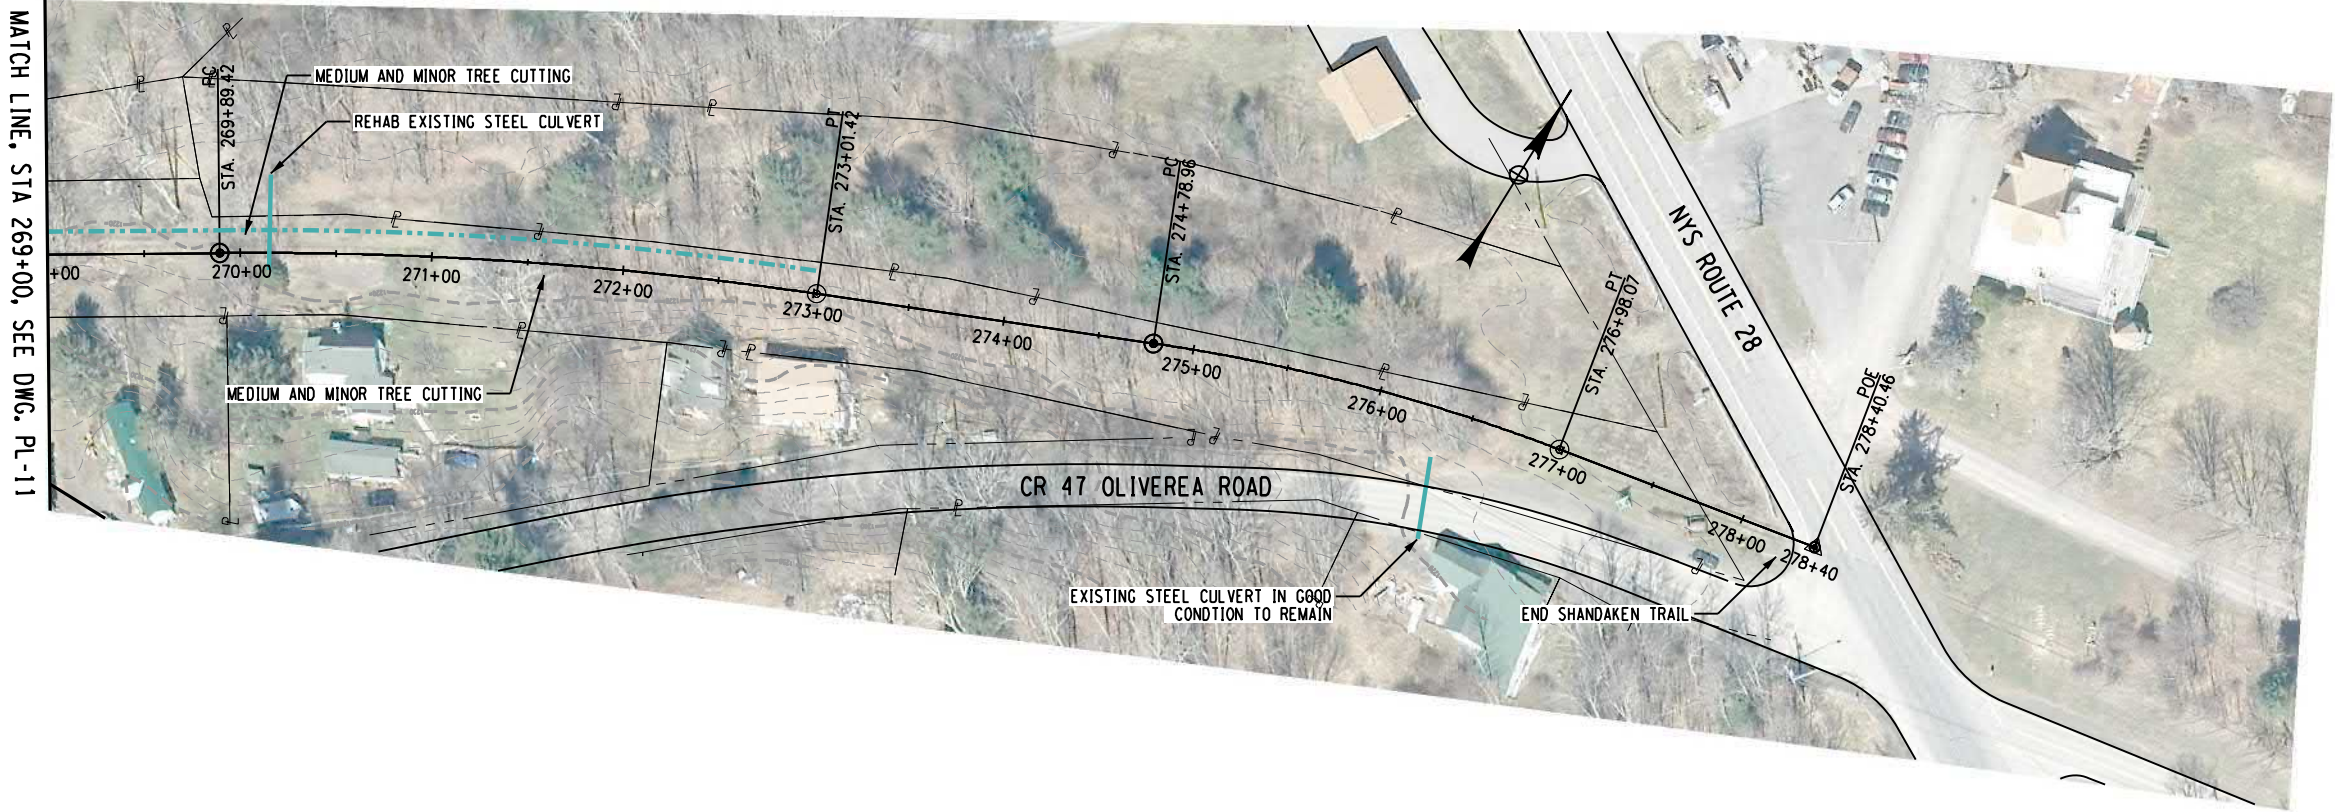 MATCH LINE, STA 269+00, SEE DWG. PL-11
PC
STA. 269+89.42
MEDIUM AND MINOR TREE CUTTING
REHAB EXISTING STEEL CULVERT
PT
STA. 273+01.42
PC
STA. 274+78.96
PT
STA. 276+98.07
NYS ROUTE 28
POE
STA. 278+40.46
+00
270+00
271+00
272+00
273+00
274+00
275+00
276+00
277+00
278+00
278+40
MEDIUM AND MINOR TREE CUTTING
CR 47 OLIVEREA ROAD
EXISTING STEEL CULVERT IN GOOD
CONDTION TO REMAIN
END SHANDAKEN TRAIL